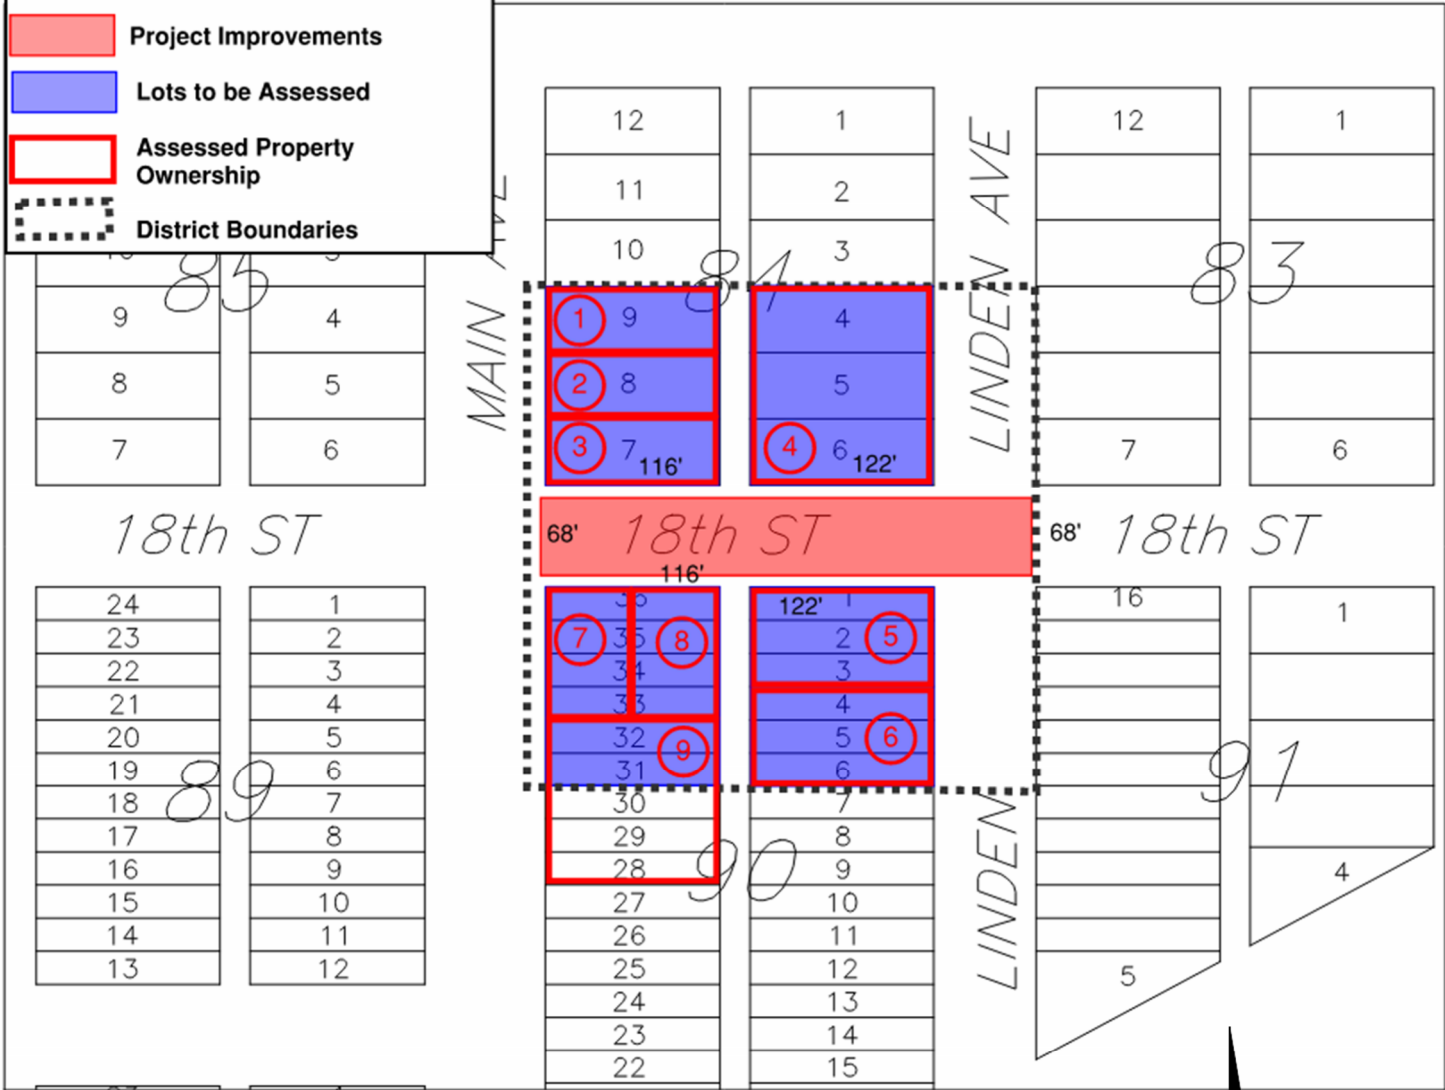 Project Improvements
Lots to be Assessed
Assessed Property
Ownership
District Boundaries
MAIN AVE
LINDEN AVE
12 1 12 1
11 2
10 3
84 83
85
9 4 1 9 4
8 5 2 8 5
7 6 3 7 116' 4 6 122' 7 6
18th ST 68' 18th ST 68' 18th ST
116'
24 1 36 122' 1 16 1
23 2 7 35 8 2 5
22 3 34 3
21 4 33 4
20 5 32 9 5 6
19 6 31 6
89 91
18 7 30 7
17 8 29 8
16 9 28 9 4
90
15 10 27 10
14 11 26 11
13 12 25 12 5
24 13
23 14
22 15
LINDEN